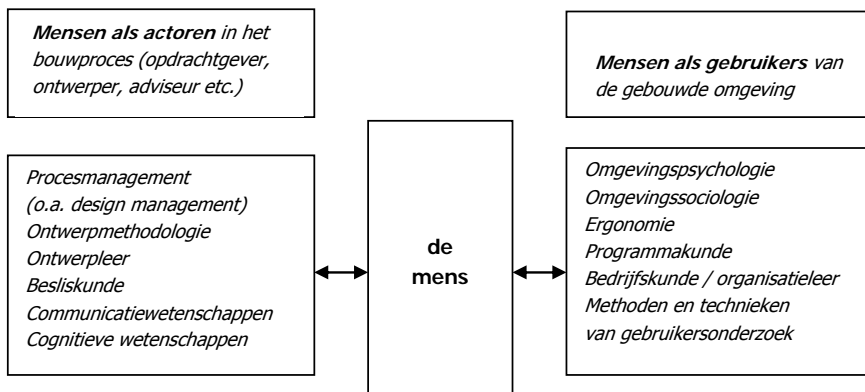 Mensen als actoren in het
bouwproces (opdrachtgever,
ontwerper, adviseur etc.)
Mensen als gebruikers van
de gebouwde omgeving
Procesmanagement
(o.a. design management)
Ontwerpmethodologie
Ontwerpleer
Besliskunde
Communicatiewetenschappen
Cognitieve wetenschappen
de
mens
Omgevingspsychologie
Omgevingssociologie
Ergonomie
Programmakunde
Bedrijfskunde / organisatieleer
Methoden en technieken
van gebruikersonderzoek